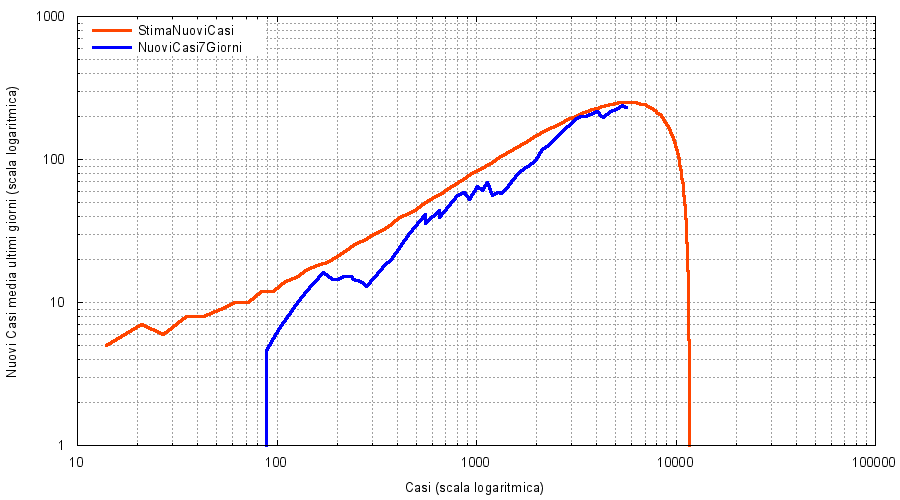 1000
StimaNuoviCasi
NuoviCasi7Giorni
100
10
1
Nuovi Casi media ultimi giorni (scala logaritmica)
10
100
1000
10000
100000
Casi (scala logaritmica)